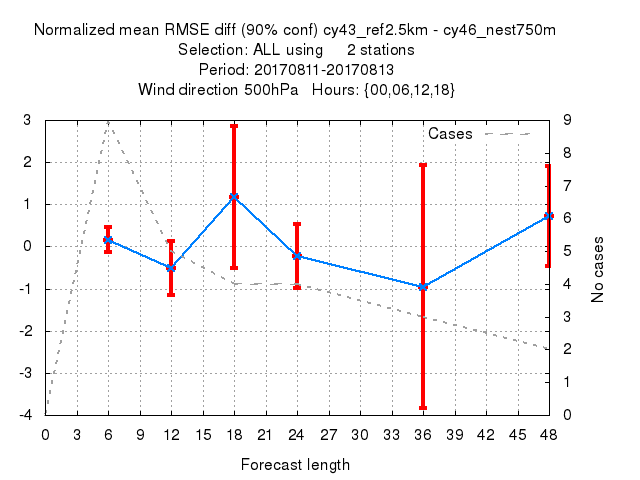 Normalized mean RMSE diff (90% conf) cy43_ref2.5km - cy46_nest750m
Selection: ALL using     2 stations
Period: 20170811-20170813
Wind direction 500hPa   Hours: {00,06,12,18}
Cases
3
2
1
0
-1
-2
-3
-4
9
8
7
6
5
4
3
2
1
0
No cases
0 3 6 9 12 15 18 21 24 27 30 33 36 39 42 45 48
Forecast length